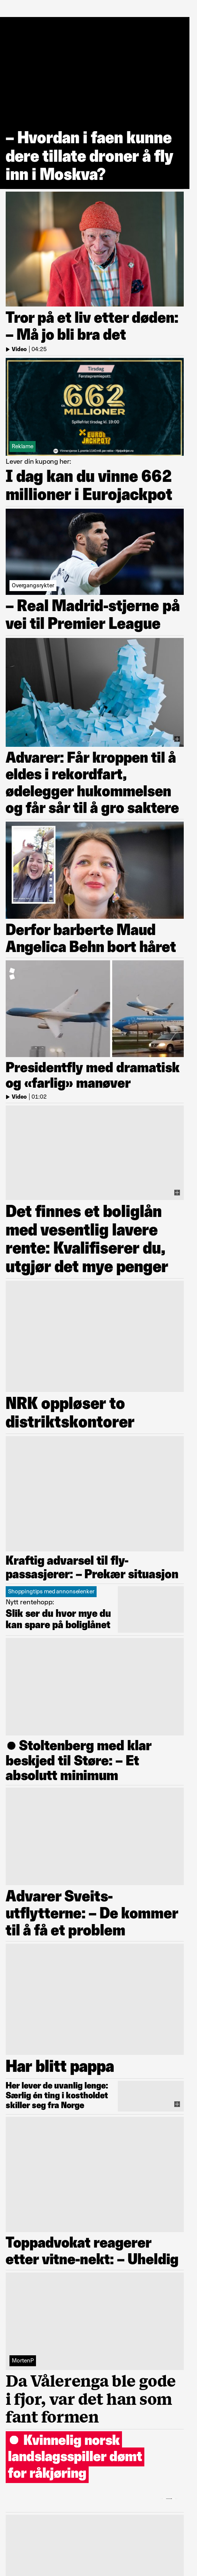 – Hvordan i faen kunne
dere tillate droner å fly
inn i Moskva?
Tror på et liv etter døden:
– Må jo bli bra det
Video | 04:25
Tirsdag
Førstepremiepott:
662
MILLIONER
Spillefrist tirsdag kl. 19:00
EUROJACKPOT
Reklame
Lever din kupong her:
I dag kan du vinne 662
millioner i Eurojackpot
Overgangsrykter
– Real Madrid-stjerne på
vei til Premier League
Advarer: Får kroppen til å
eldes i rekordfart,
ødelegger hukommelsen
og får sår til å gro saktere
Derfor barberte Maud
Angelica Behn bort håret
Presidentfly med dramatisk
og «farlig» manøver
Video | 01:02
Det finnes et boliglån
med vesentlig lavere
rente: Kvalifiserer du,
utgjør det mye penger
NRK oppløser to
distriktskontorer
Kraftig advarsel til fly-
passasjerer: – Prekær situasjon
Shoppingtips med annonselenker
Nytt rentehopp:
Slik ser du hvor mye du
kan spare på boliglånet
Stoltenberg med klar
beskjed til Støre: – Et
absolutt minimum
Advarer Sveits-
utflytterne: – De kommer
til å få et problem
Har blitt pappa
Her lever de uvanlig lenge:
Særlig én ting i kostholdet
skiller seg fra Norge
Toppadvokat reagerer
etter vitne-nekt: – Uheldig
MortenP
Da Vålerenga ble gode
i fjor, var det han som
fant formen
Kvinnelig norsk
landslagsspiller dømt
for råkjøring